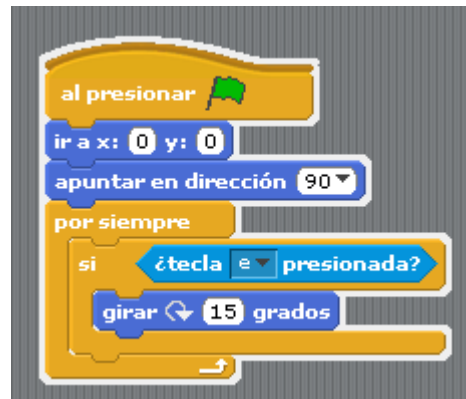 al presionar
ir a x: 0 y: 0
apuntar en dirección 90
por siempre
si ¿tecla e presionada?
girar 15 grados